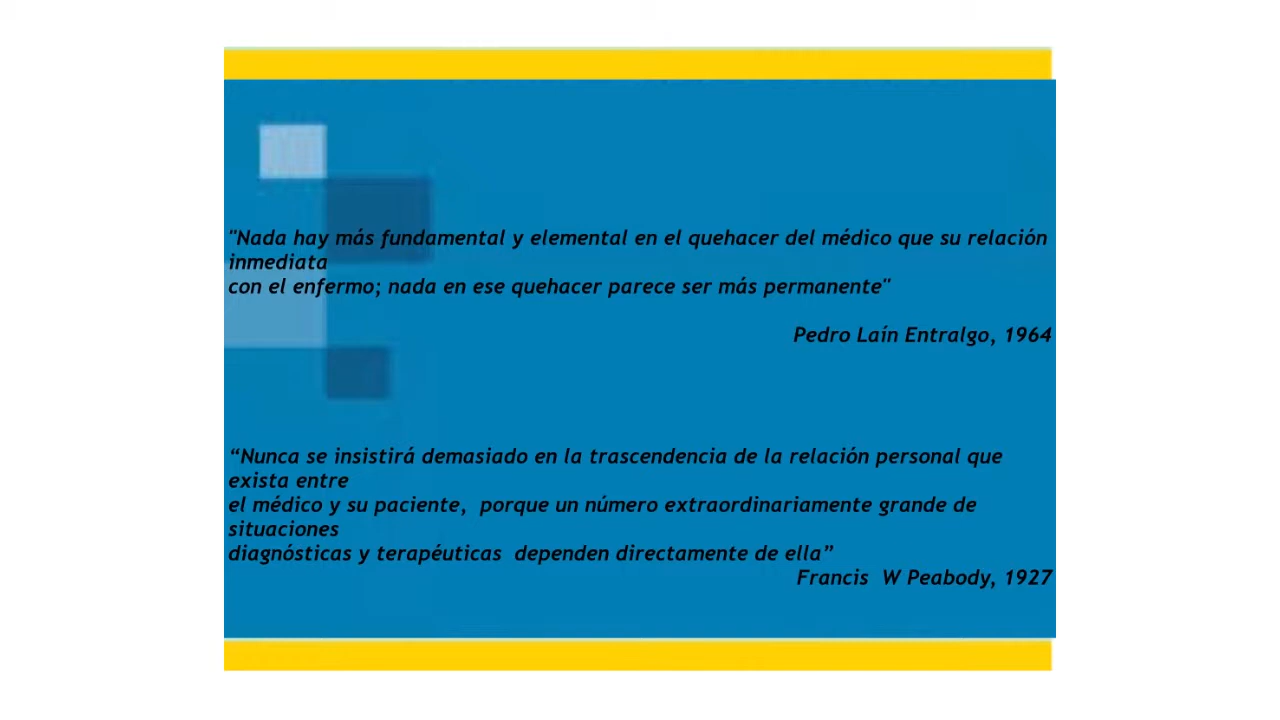 "Nada hay más fundamental y elemental en el quehacer del médico que su relación
inmediata
con el enfermo; nada en ese quehacer parece ser más permanente"
Pedro Laín Entralgo, 1964
“Nunca se insistirá demasiado en la trascendencia de la relación personal que
exista entre
el médico y su paciente,  porque un número extraordinariamente grande de
situaciones
diagnósticas y terapéuticas  dependen directamente de ella”
Francis  W Peabody, 1927